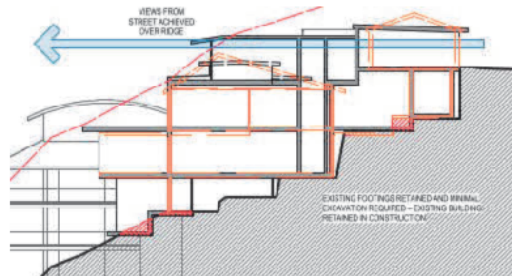 VIEWS FROM
STREET ACHIEVED
OVER RIDGE
EXISTING FOOTINGS RETAINED AND MINIMAL
EXCAVATION REQUIRED - EXISTING BUILDING
RETAINED IN CONSTRUCTION